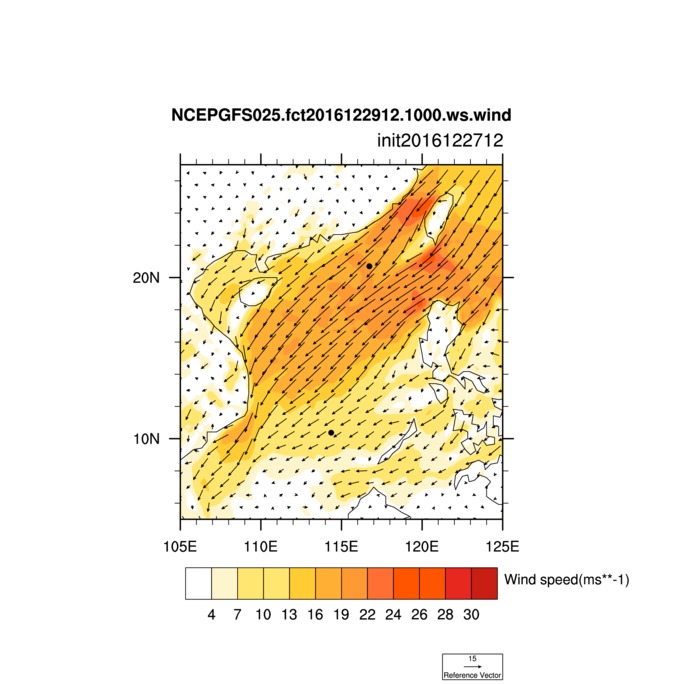 NCEPGFS025.fct2016122912.1000.ws.wind
init2016122712
20N
10N
105E 110E 115E 120E 125E
Wind speed(ms**-1)
4 7 10 13 16 19 22 24 26 28 30
15
Reference Vector